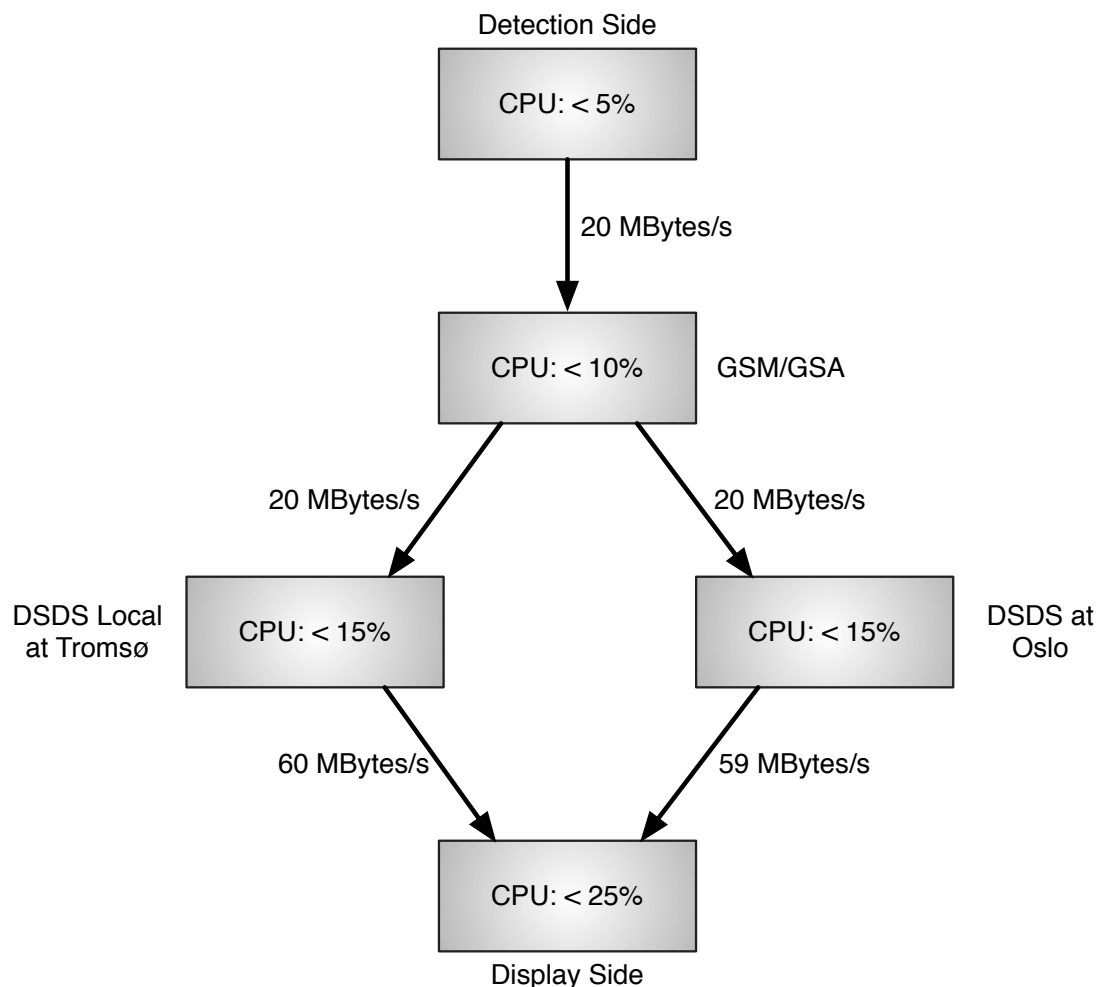 Detection Side
CPU: < 5%
20 MBytes/s
CPU: < 10%
GSM/GSA
20 MBytes/s
20 MBytes/s
DSDS Local
at Tromsø
CPU: < 15%
CPU: < 15%
DSDS at
Oslo
60 MBytes/s
59 MBytes/s
CPU: < 25%
Display Side